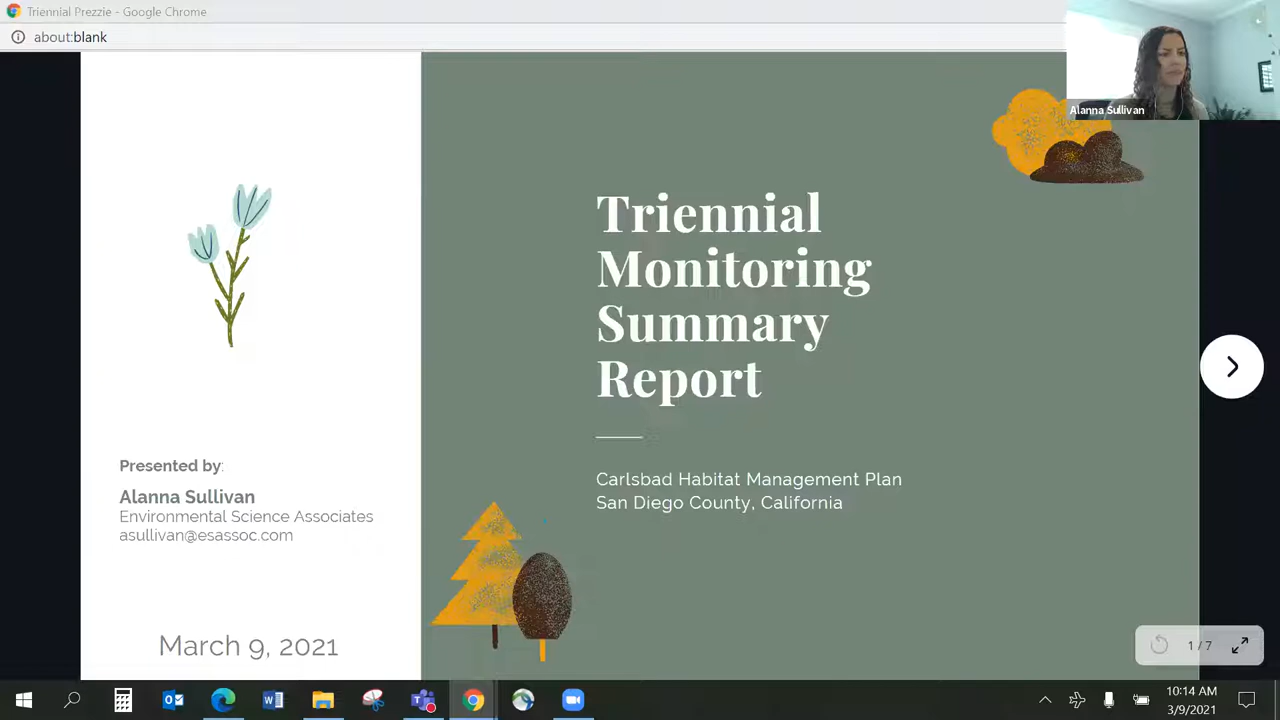 Triennial Prezzie - Google Chrome
about:blank
Alanna Sullivan
Triennial
Monitoring
Summary
Report
Carlsbad Habitat Management Plan
San Diego County, California
Presented by:
Alanna Sullivan
Environmental Science Associates
asullivan@esassoc.com
March 9, 2021
1 / 7
10:14 AM
3/9/2021